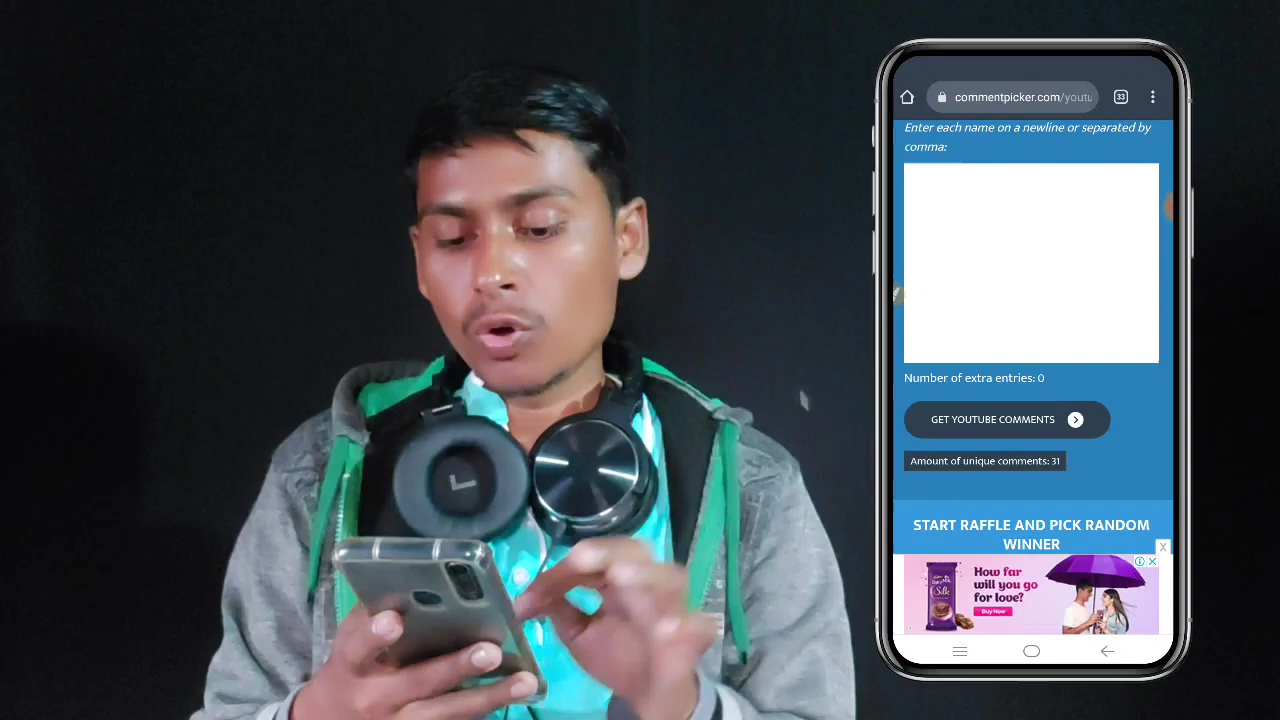 commentpicker.com/youtu
33
Enter each name on a newline or separated by
comma:
Number of extra entries: 0
GET YOUTUBE COMMENTS
Amount of unique comments: 31
START RAFFLE AND PICK RANDOM
WINNER
X
How far
will you go
for love?
Buy Now
Silk
L